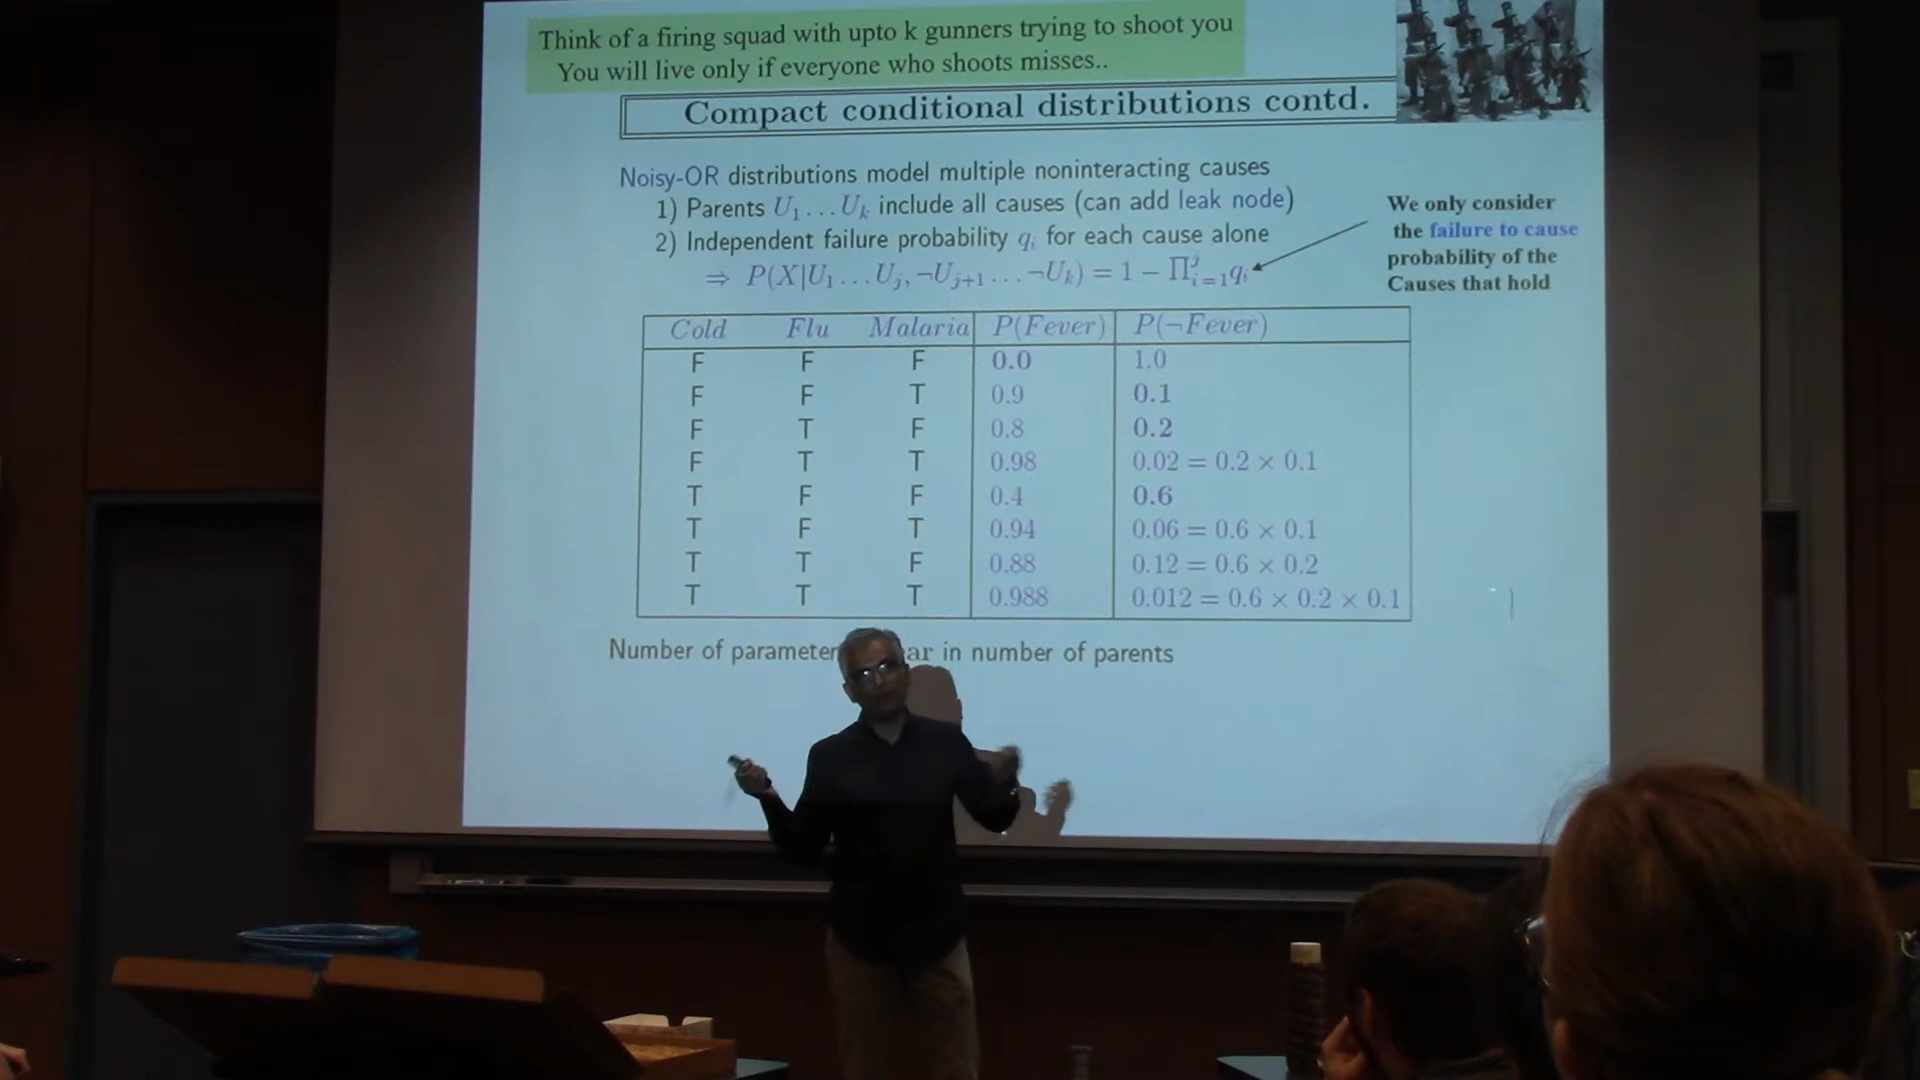 Think of a firing squad with upto k gunners trying to shoot you
You will live only if everyone who shoots misses..
Compact conditional distributions contd.
Noisy-OR distributions model multiple noninteracting causes
1) Parents U₁ . . . Uₖ include all causes (can add leak node)
2) Independent failure probability qᵢ for each cause alone
⇒ P(X|U₁ . . . Uⱼ, ¬Uⱼ₊₁ . . . ¬Uₖ) = 1 − ∏ʲᵢ₌₁qᵢ
We only consider
the failure to cause
probability of the
Causes that hold
Cold Flu Malaria P(Fever) P(¬Fever)
F F F 0.0 1.0
F F T 0.9 0.1
F T F 0.8 0.2
F T T 0.98 0.02 = 0.2 × 0.1
T F F 0.4 0.6
T F T 0.94 0.06 = 0.6 × 0.1
T T F 0.88 0.12 = 0.6 × 0.2
T T T 0.988 0.012 = 0.6 × 0.2 × 0.1
Number of parameter ar in number of parents